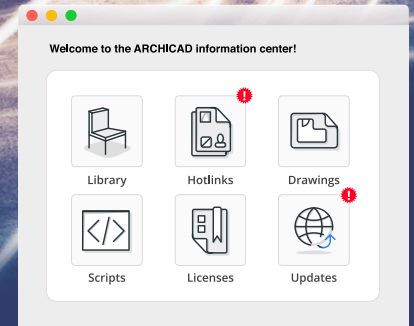 Welcome to the ARCHICAD information center!
Library
Hotlinks
Drawings
Scripts
Licenses
Updates